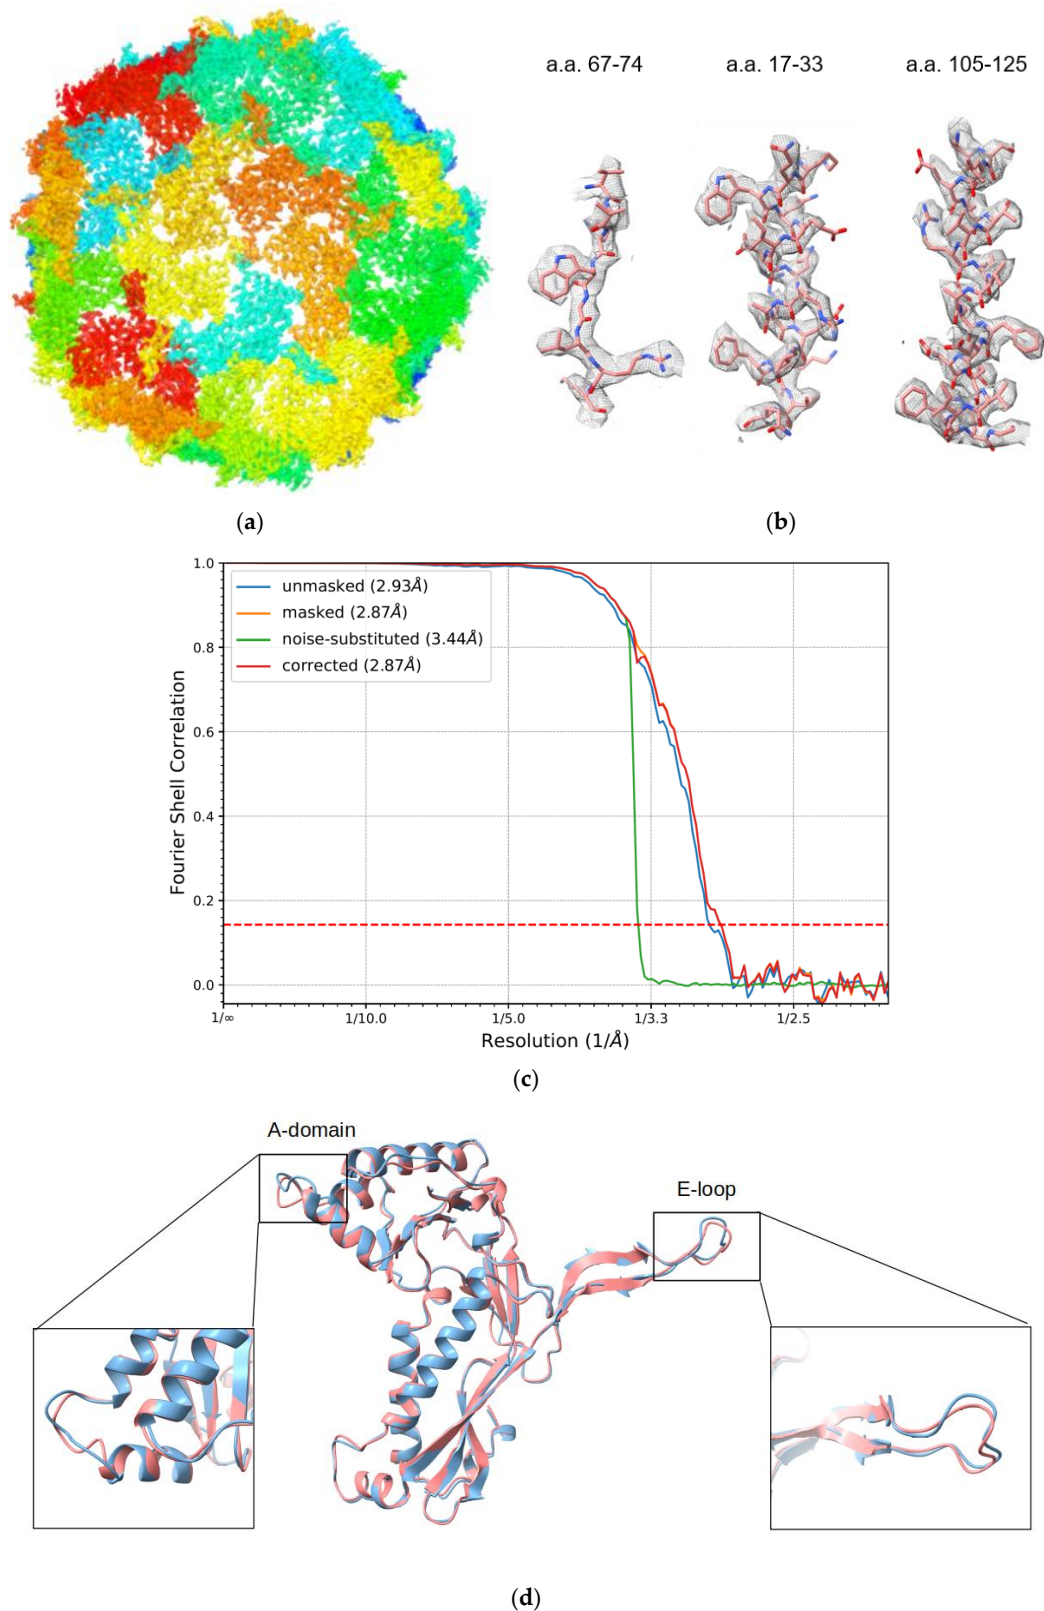 a.a. 67-74
a.a. 17-33
a.a. 105-125
(a)
(b)
1.0
0.8
0.6
0.4
0.2
0.0
Fourier Shell Correlation
unmasked (2.93Å)
masked (2.87Å)
noise-substituted (3.44Å)
corrected (2.87Å)
1/∞
1/10.0
1/5.0
1/3.3
1/2.5
Resolution (1/Å)
(c)
A-domain
E-loop
(d)